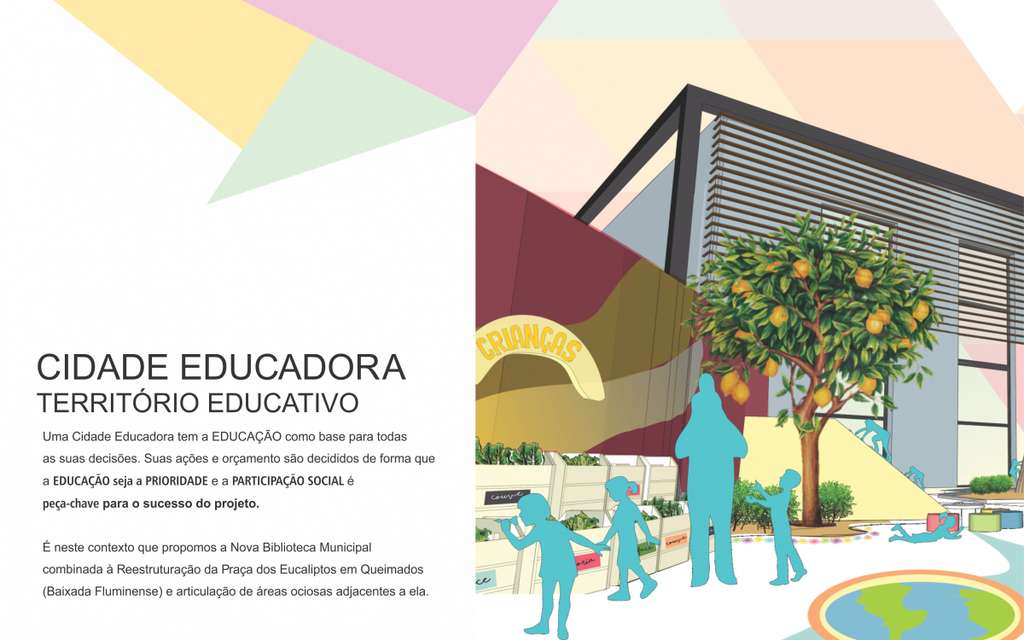 CIDADE EDUCADORA
TERRITÓRIO EDUCATIVO
Uma Cidade Educadora tem a EDUCAÇÃO como base para todas
as suas decisões. Suas ações e orçamento são decididos de forma que
a EDUCAÇÃO seja a PRIORIDADE e a PARTICIPAÇÃO SOCIAL é
peça-chave para o sucesso do projeto.
É neste contexto que propomos a Nova Biblioteca Municipal
combinada à Reestruturação da Praça dos Eucaliptos em Queimados
(Baixada Fluminense) e articulação de áreas ociosas adjacentes a ela.
CRIANÇAS
couve